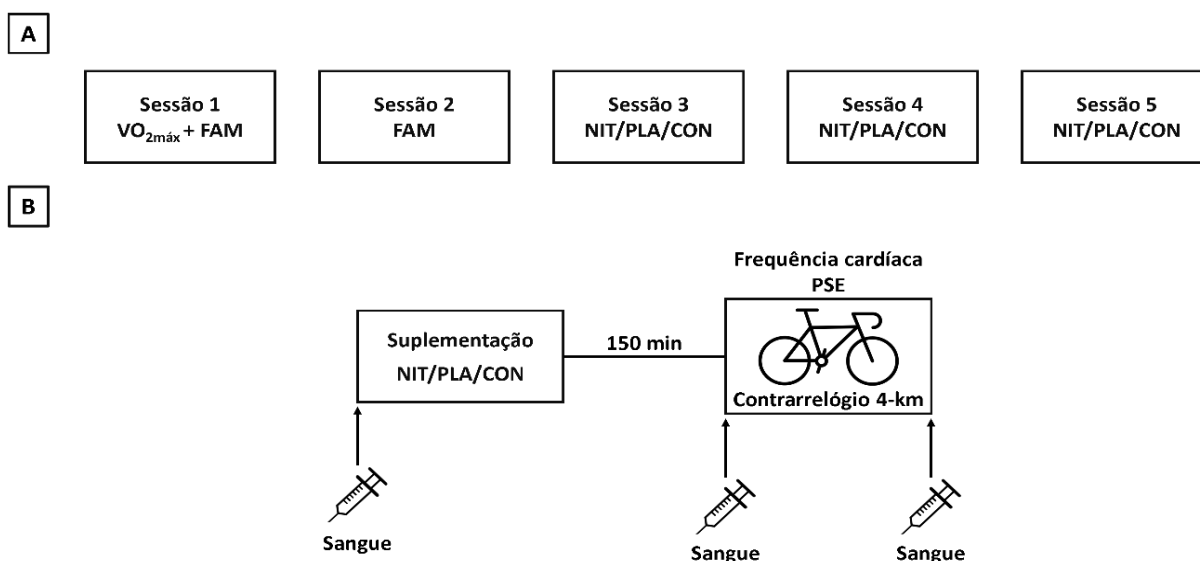 A
Sessão 1
VO2máx + FAM
Sessão 2
FAM
Sessão 3
NIT/PLA/CON
Sessão 4
NIT/PLA/CON
Sessão 5
NIT/PLA/CON
B
Suplementação
NIT/PLA/CON
150 min
Frequência cardíaca
PSE
Contrarrelógio 4-km
Sangue
Sangue
Sangue